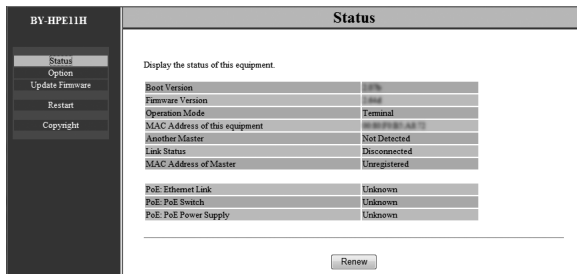 BY-HPE11H
Status
Option
Update Firmware
Restart
Copyright
Status
Display the status of this equipment.
Boot Version
Firmware Version
Operation Mode Terminal
MAC Address of this equipment
Another Master Not Detected
Link Status Disconnected
MAC Address of Master Unregistered
PoE: Ethernet Link Unknown
PoE: PoE Switch Unknown
PoE: PoE Power Supply Unknown
Renew